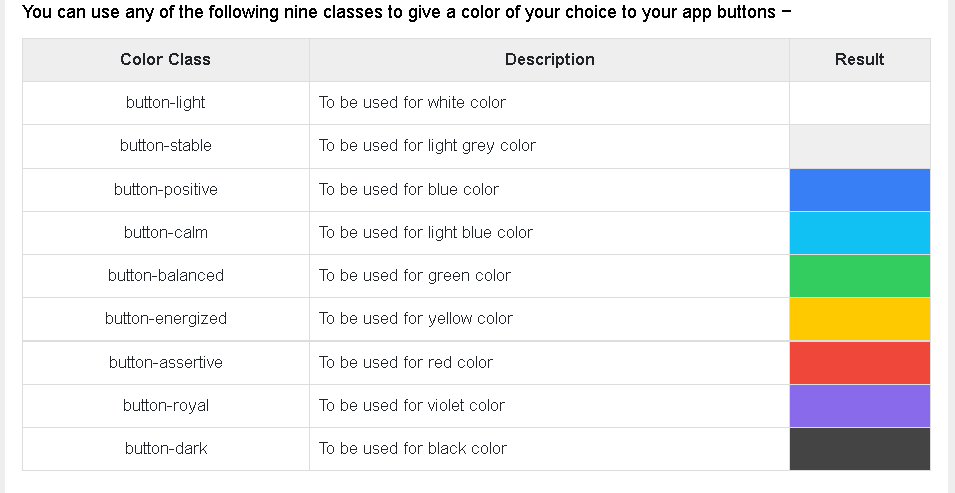 You can use any of the following nine classes to give a color of your choice to your app buttons −
Color Class Description Result
button-light To be used for white color
button-stable To be used for light grey color
button-positive To be used for blue color
button-calm To be used for light blue color
button-balanced To be used for green color
button-energized To be used for yellow color
button-assertive To be used for red color
button-royal To be used for violet color
button-dark To be used for black color